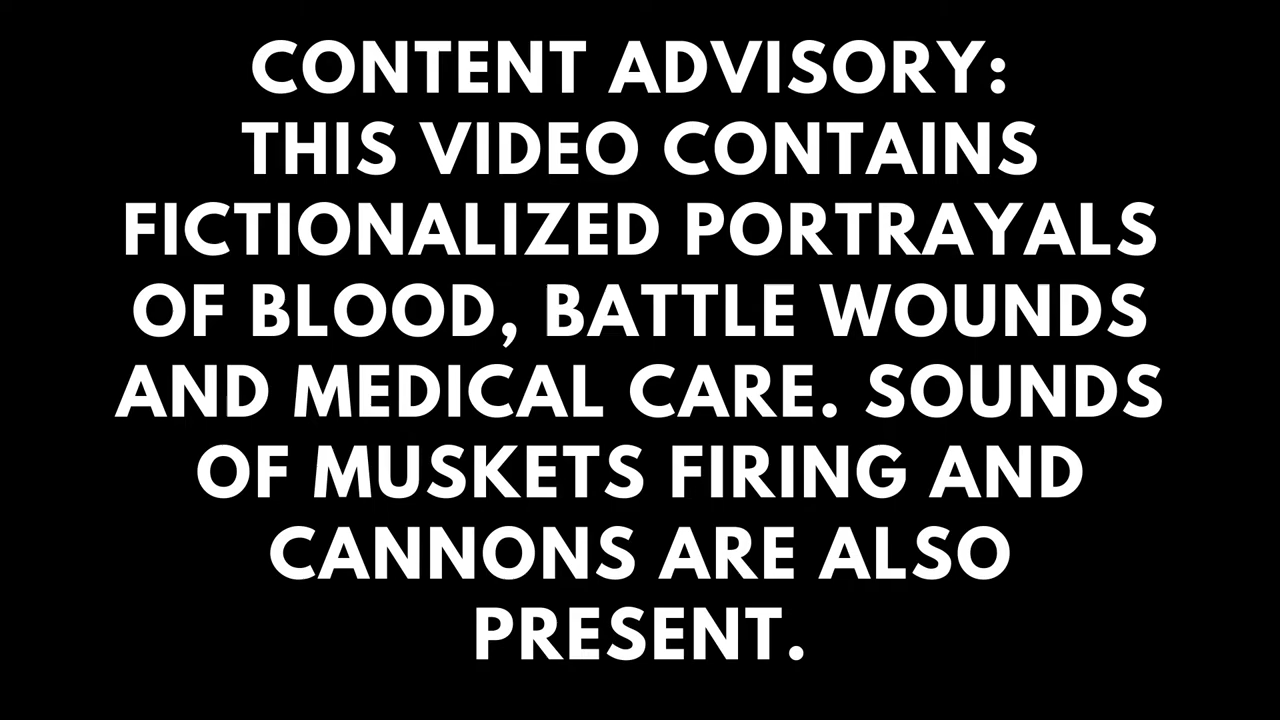 CONTENT ADVISORY:
THIS VIDEO CONTAINS
FICTIONALIZED PORTRAYALS
OF BLOOD, BATTLE WOUNDS
AND MEDICAL CARE. SOUNDS
OF MUSKETS FIRING AND
CANNONS ARE ALSO
PRESENT.